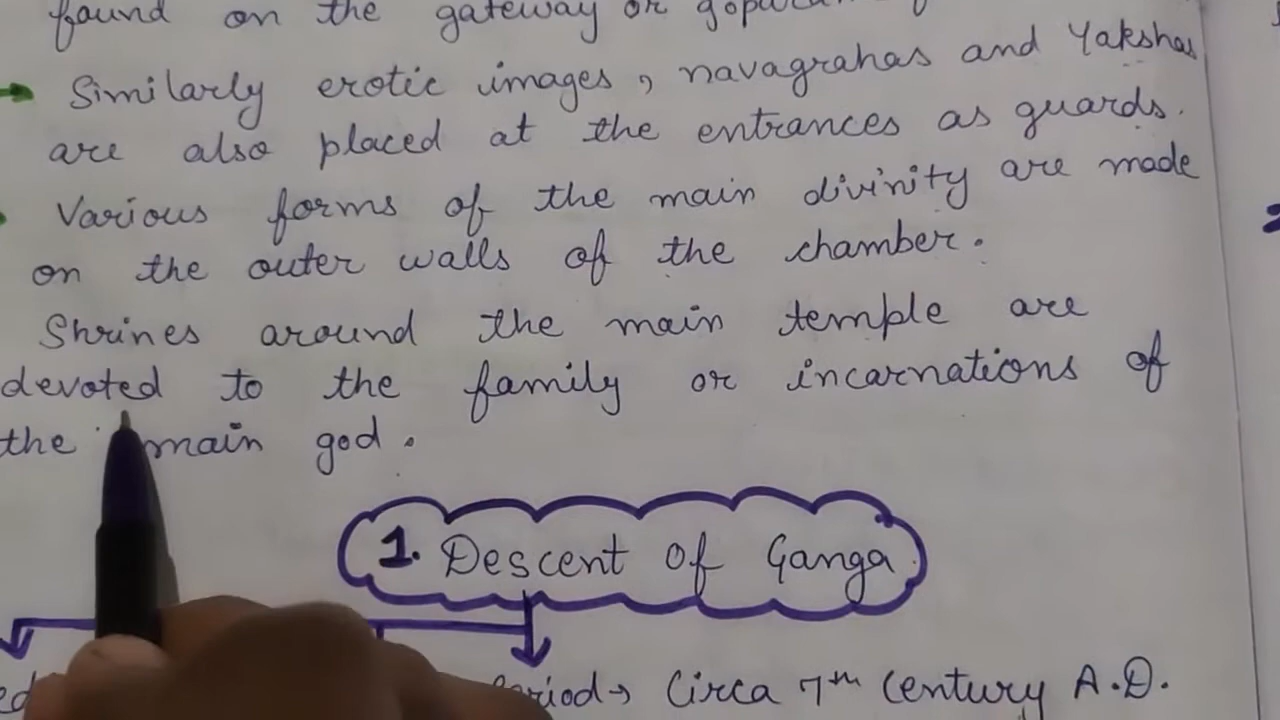 found on the gateway or
→ Similarly erotic images, navagrahas and Yakshas
are also placed at the entrances as guards.
Various forms of the main divinity are made
on the outer walls of the chamber.
Shrines around the main temple are
devoted to the family or incarnations of
the main god.
1. Descent of Ganga
Period → Circa 7th Century A.D.